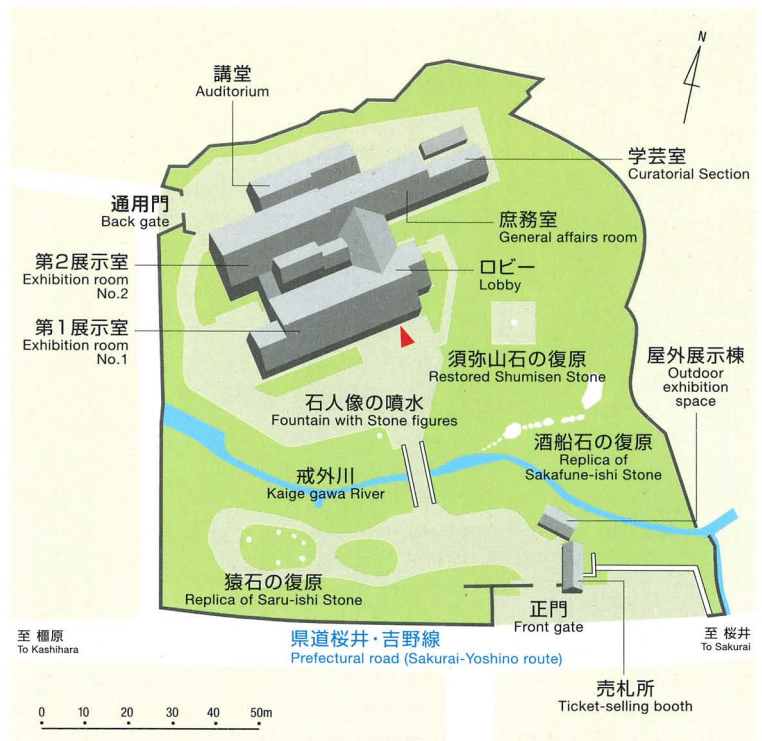 N
講堂
Auditorium
学芸室
Curatorial Section
通用門
Back gate
庶務室
General affairs room
第2展示室
Exhibition room
No.2
ロビー
Lobby
第1展示室
Exhibition room
No.1
須弥山石の復原
Restored Shumisen Stone
屋外展示棟
Outdoor
exhibition
space
石人像の噴水
Fountain with Stone figures
酒船石の復原
Replica of
Sakafune-ishi Stone
戒外川
Kaige gawa River
猿石の復原
Replica of Saru-ishi Stone
正門
Front gate
至 橿原
To Kashihara
県道桜井・吉野線
Prefectural road (Sakurai-Yoshino route)
至 桜井
To Sakurai
売札所
Ticket-selling booth
0 10 20 30 40 50m